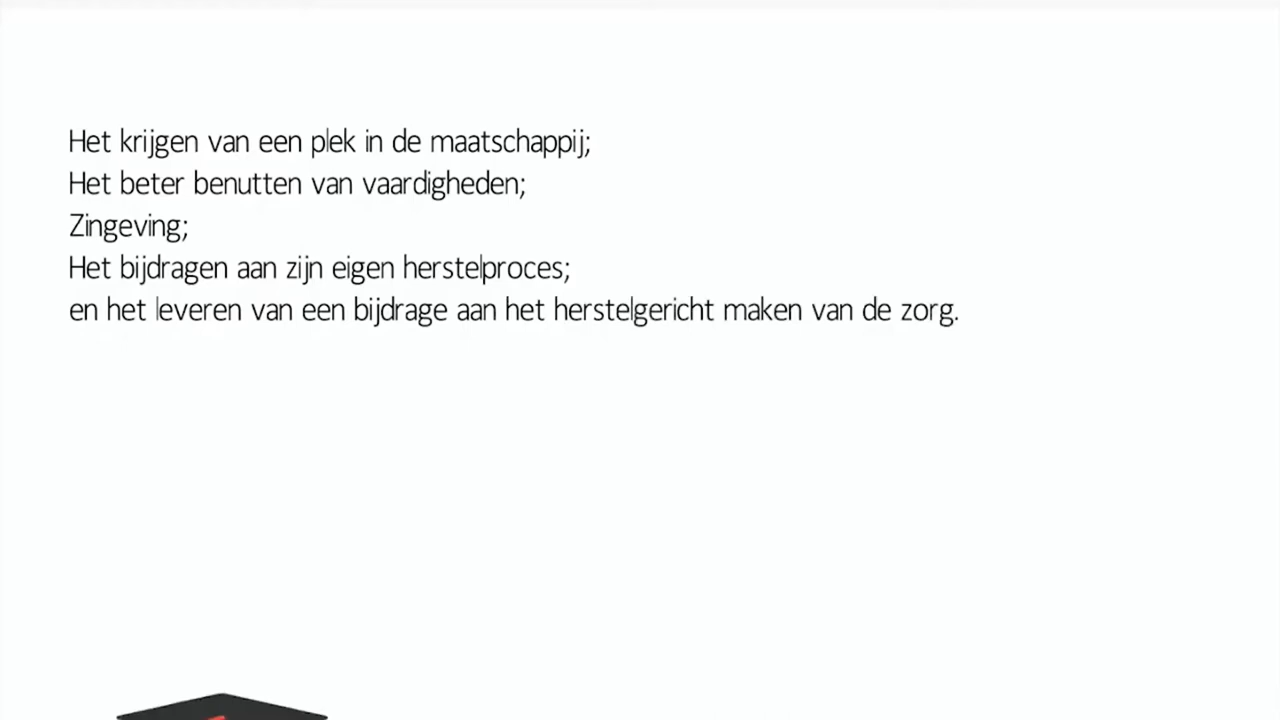 Het krijgen van een plek in de maatschappij;
Het beter benutten van vaardigheden;
Zingeving;
Het bijdragen aan zijn eigen herstelproces;
en het leveren van een bijdrage aan het herstelgericht maken van de zorg.